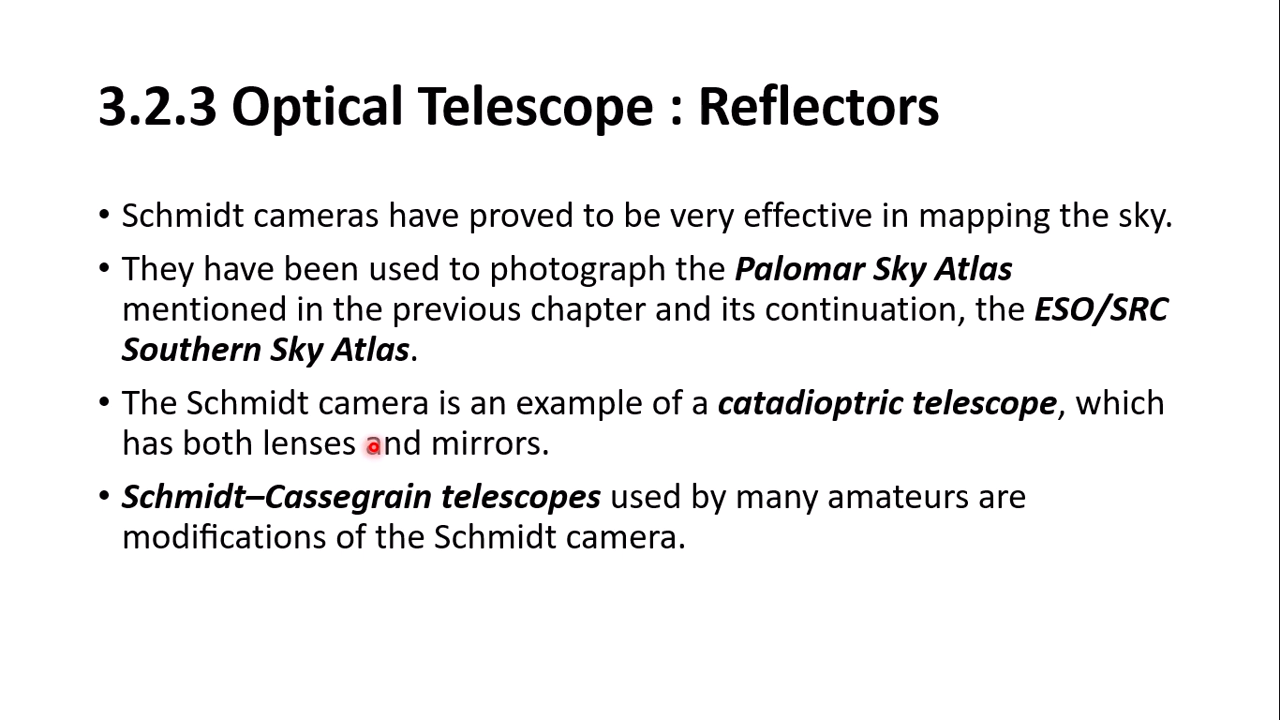 3.2.3 Optical Telescope : Reflectors
• Schmidt cameras have proved to be very effective in mapping the sky.
• They have been used to photograph the Palomar Sky Atlas
mentioned in the previous chapter and its continuation, the ESO/SRC
Southern Sky Atlas.
• The Schmidt camera is an example of a catadioptric telescope, which
has both lenses and mirrors.
• Schmidt–Cassegrain telescopes used by many amateurs are
modifications of the Schmidt camera.